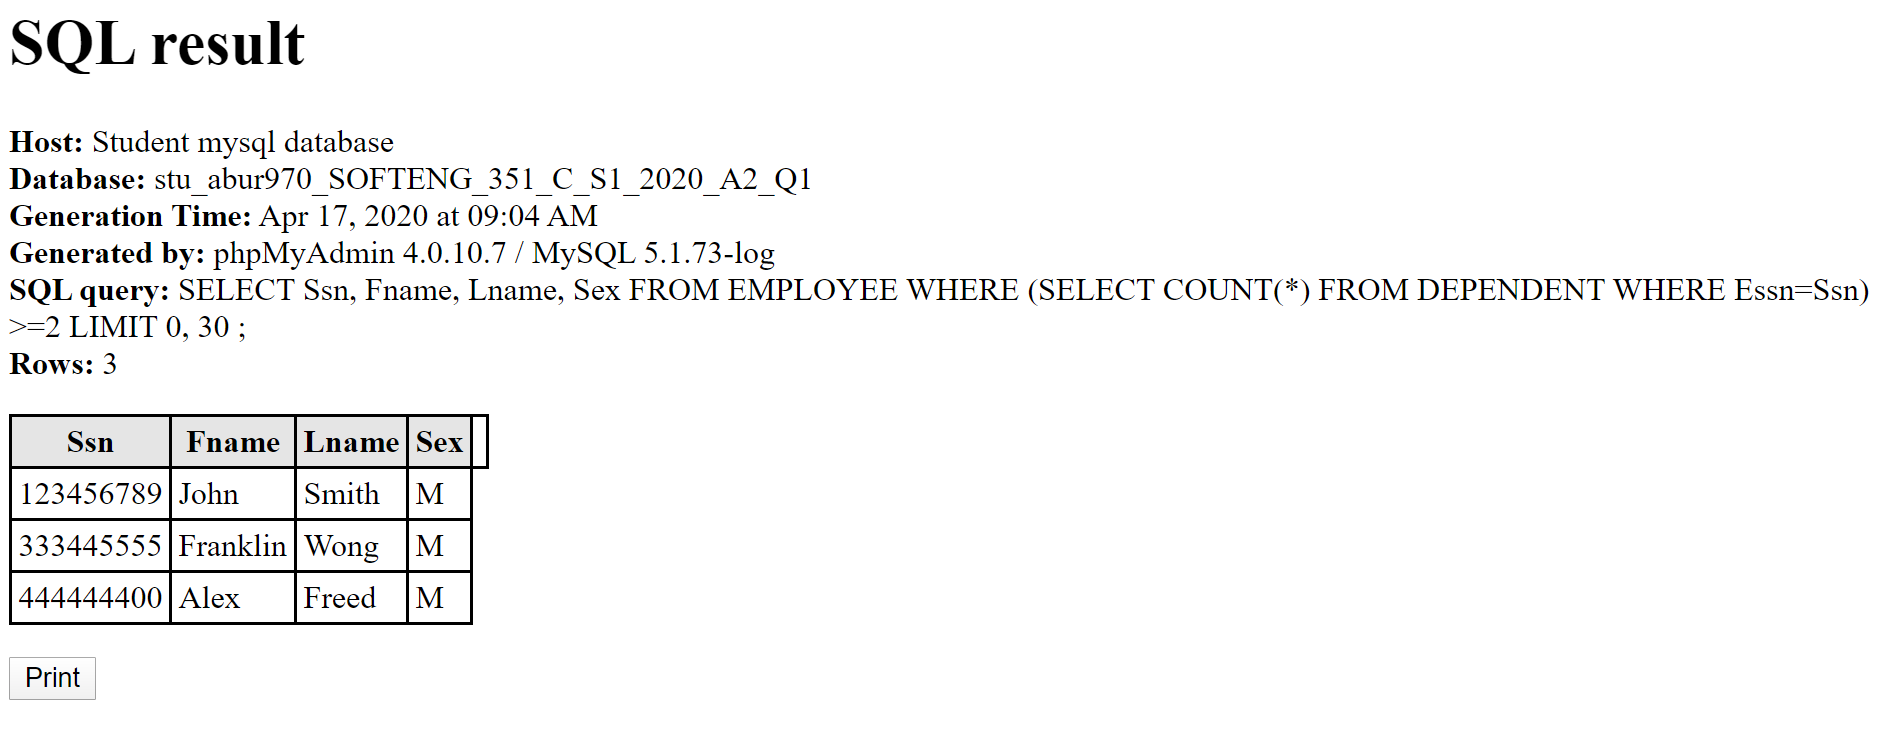 SQL result
Host: Student mysql database
Database: stu_abur970_SOFTENG_351_C_S1_2020_A2_Q1
Generation Time: Apr 17, 2020 at 09:04 AM
Generated by: phpMyAdmin 4.0.10.7 / MySQL 5.1.73-log
SQL query: SELECT Ssn, Fname, Lname, Sex FROM EMPLOYEE WHERE (SELECT COUNT(*) FROM DEPENDENT WHERE Essn=Ssn)
>=2 LIMIT 0, 30 ;
Rows: 3
Ssn Fname Lname Sex
123456789 John Smith M
333445555 Franklin Wong M
444444400 Alex Freed M
Print